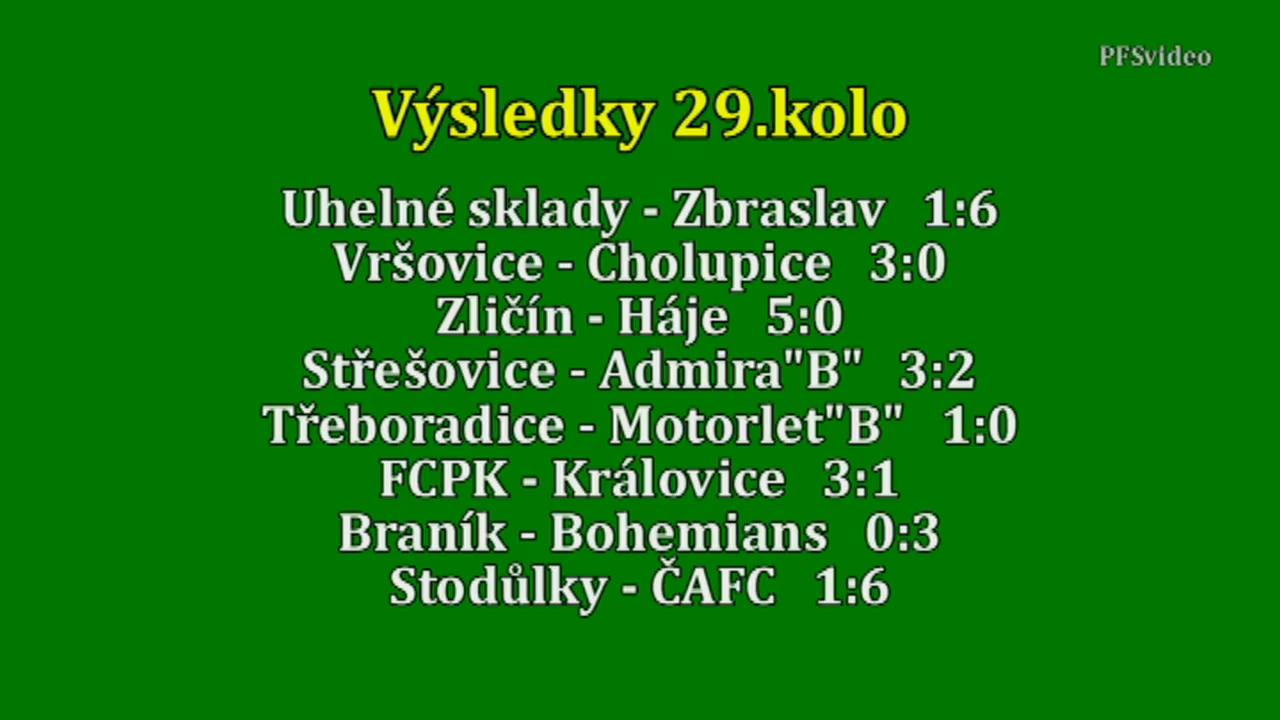 PFSvideo
Výsledky 29.kolo
Uhelné sklady - Zbraslav 1:6
Vršovice - Cholupice 3:0
Zličín - Háje 5:0
Střešovice - Admira"B" 3:2
Třeboradice - Motorlet"B" 1:0
FCPK - Královice 3:1
Braník - Bohemians 0:3
Stodůlky - ČAFC 1:6